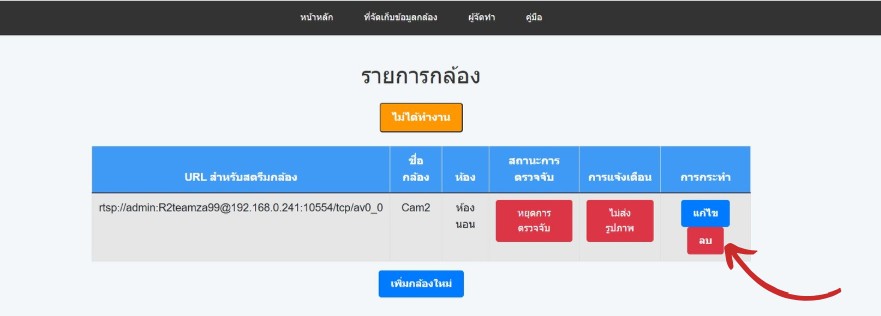 หน้าหลัก ที่จัดเก็บข้อมูลกล้อง ผู้จัดทำ คู่มือ
รายการกล้อง
ไม่ได้ทำงาน
URL สำหรับสตรีมกล้อง ชื่อกล้อง ห้อง สถานะการตรวจจับ การแจ้งเตือน การกระทำ
rtsp://admin:R2teamza99@192.168.0.241:10554/tcp/av0_0 Cam2 ห้องนอน หยุดการตรวจจับ ไม่ส่งรูปภาพ แก้ไข
ลบ
เพิ่มกล้องใหม่